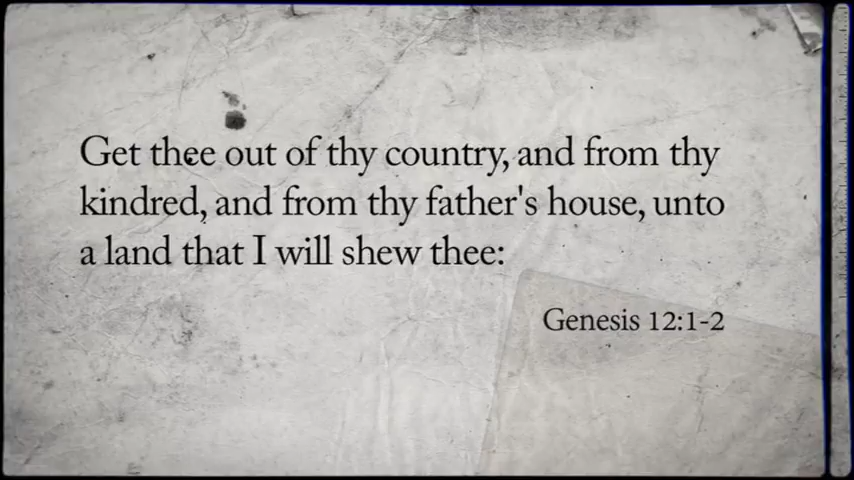 Get thee out of thy country, and from thy
kindred, and from thy father's house, unto
a land that I will shew thee:
Genesis 12:1-2